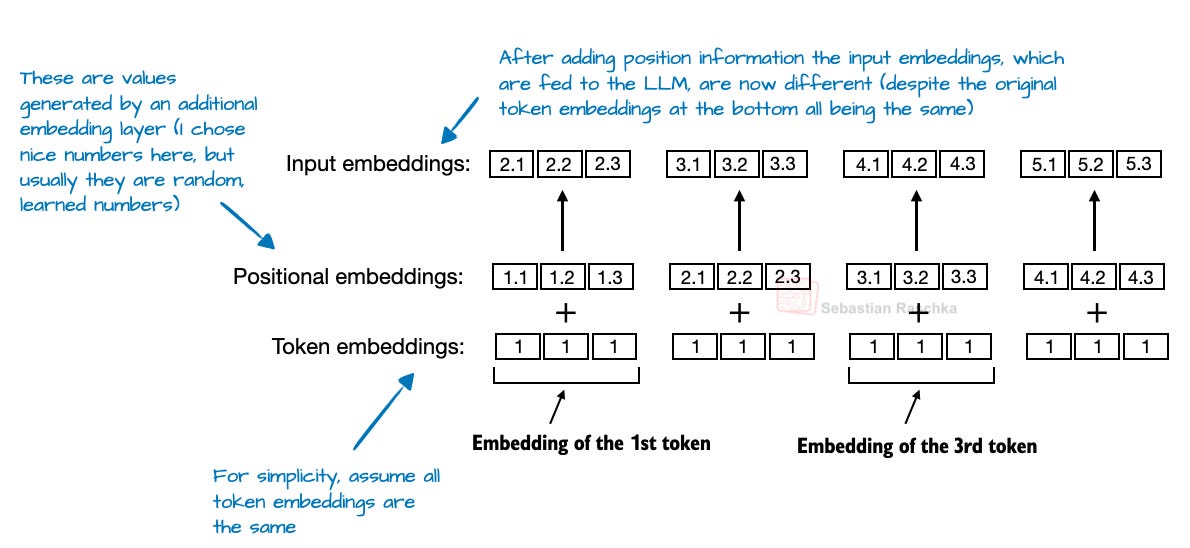 After adding position information the input embeddings, which
are fed to the LLM, are now different (despite the original
token embeddings at the bottom all being the same)
These are values
generated by an additional
embedding layer (I chose
nice numbers here, but
usually they are random,
learned numbers)
Input embeddings: 2.1 2.2 2.3 3.1 3.2 3.3 4.1 4.2 4.3 5.1 5.2 5.3
Positional embeddings: 1.1 1.2 1.3 2.1 2.2 2.3 3.1 3.2 3.3 4.1 4.2 4.3
Sebastian Raschka
+ + + +
Token embeddings: 1 1 1 1 1 1 1 1 1 1 1 1
Embedding of the 1st token
Embedding of the 3rd token
For simplicity, assume all
token embeddings are
the same